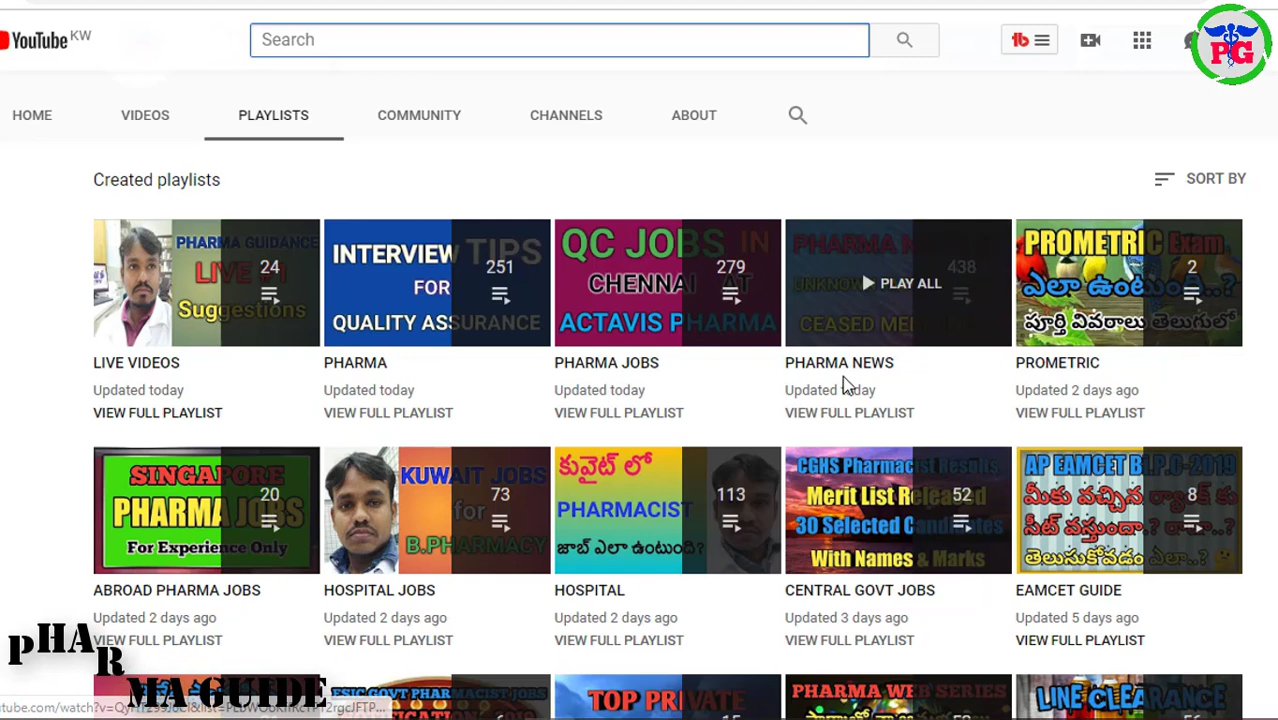 YouTube KW
Search
PG
HOME
VIDEOS
PLAYLISTS
COMMUNITY
CHANNELS
ABOUT
Created playlists
SORT BY
PHARMA GUIDANCE
Suggestions
24
INTERVIEW TIPS
FOR
QUALITY ASSURANCE
251
QC JOBS IN
CHENNAI AT
ACTAVIS PHARMA
279
438
PLAY ALL
PROMETRIC Exam
ఎలా ఉంటుంది..?
పూర్తి వివరాలు తెలుగులో
2
LIVE VIDEOS
Updated today
VIEW FULL PLAYLIST
PHARMA
Updated today
VIEW FULL PLAYLIST
PHARMA JOBS
Updated today
VIEW FULL PLAYLIST
PHARMA NEWS
Updated today
VIEW FULL PLAYLIST
PROMETRIC
Updated 2 days ago
VIEW FULL PLAYLIST
SINGAPORE
PHARMA JOBS
For Experience Only
20
KUWAIT JOBS
for
B.PHARMACY
73
కువైట్ లో
PHARMACIST
జాబ్ ఎలా ఉంటుంది?
113
CGHS Pharmacist Results
Merit List Released
30 Selected Candidates
With Names & Marks
52
AP EAMCET BI.P.C-2019
మీకు వచ్చిన ర్యాంక్ కు
సీట్ వస్తుందా..? రాదా..?
తెలుసుకోవడం ఎలా..?
8
ABROAD PHARMA JOBS
Updated 2 days ago
VIEW FULL PLAYLIST
HOSPITAL JOBS
Updated 2 days ago
VIEW FULL PLAYLIST
HOSPITAL
Updated 2 days ago
VIEW FULL PLAYLIST
CENTRAL GOVT JOBS
Updated 3 days ago
VIEW FULL PLAYLIST
EAMCET GUIDE
Updated 5 days ago
VIEW FULL PLAYLIST
PHARMA GUIDE
ESIC GOVT PHARMACIST JOBS
TOP PRIVATE
PHARMA WEB SERIES
LINE CLEARANCE